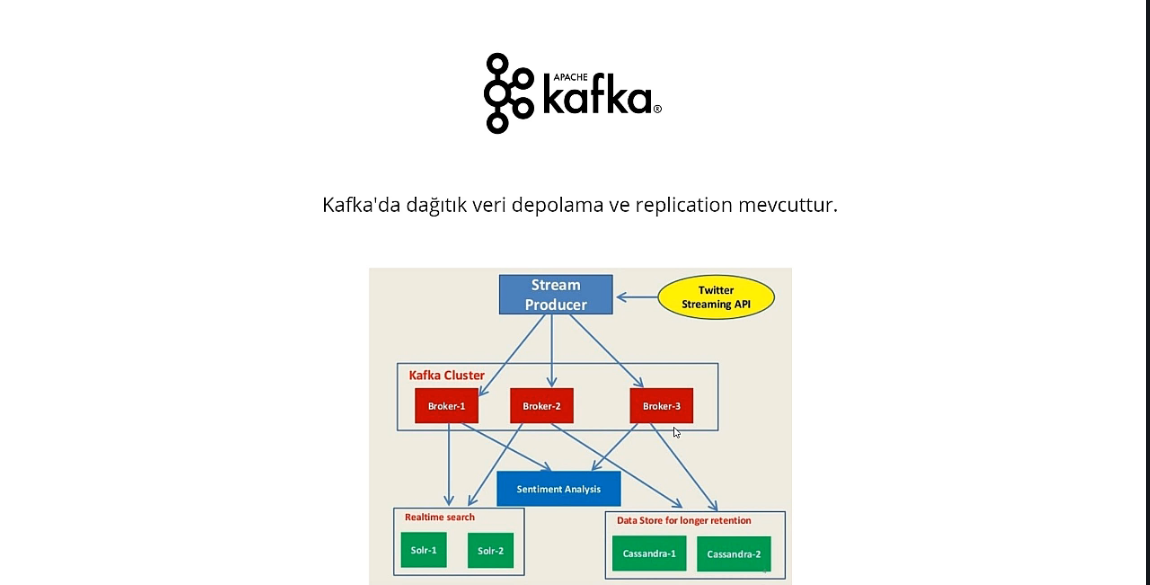 APACHE
kafka®
Kafka'da dağıtık veri depolama ve replication mevcuttur.
Stream
Producer
Twitter
Streaming API
Kafka Cluster
Broker-1
Broker-2
Broker-3
Sentiment Analysis
Realtime search
Data Store for longer retention
Solr-1
Solr-2
Cassandra-1
Cassandra-2